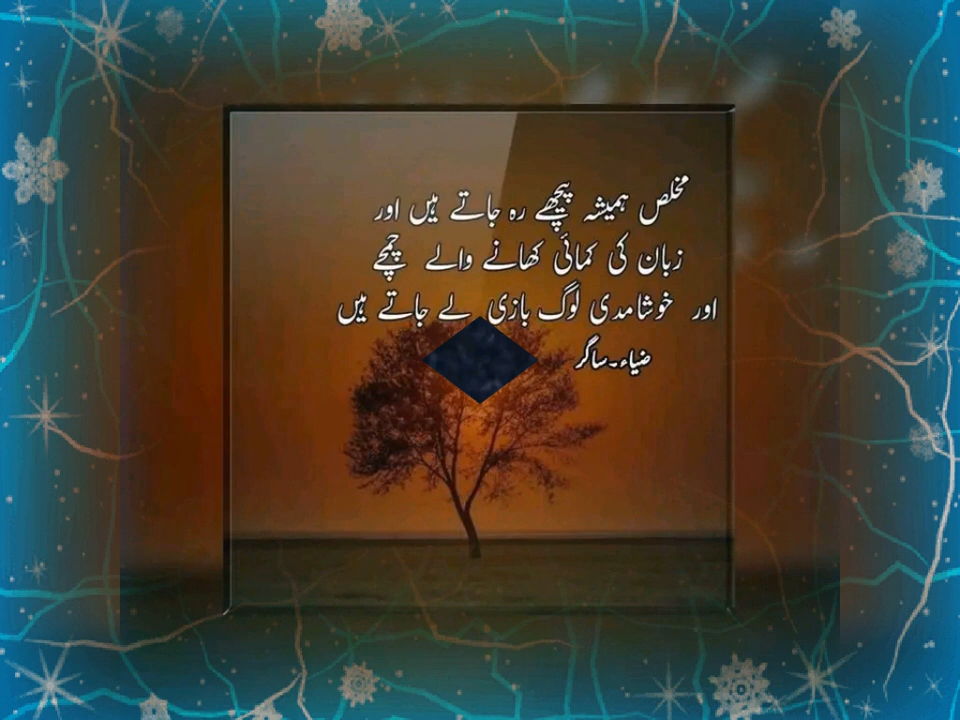 مخلص ہمیشہ پیچھے رہ جاتے ہیں اور
زبان کی کمائی کھانے والے چمچے
اور خوشامدی لوگ بازی لے جاتے ہیں
ضیاء۔ساگر